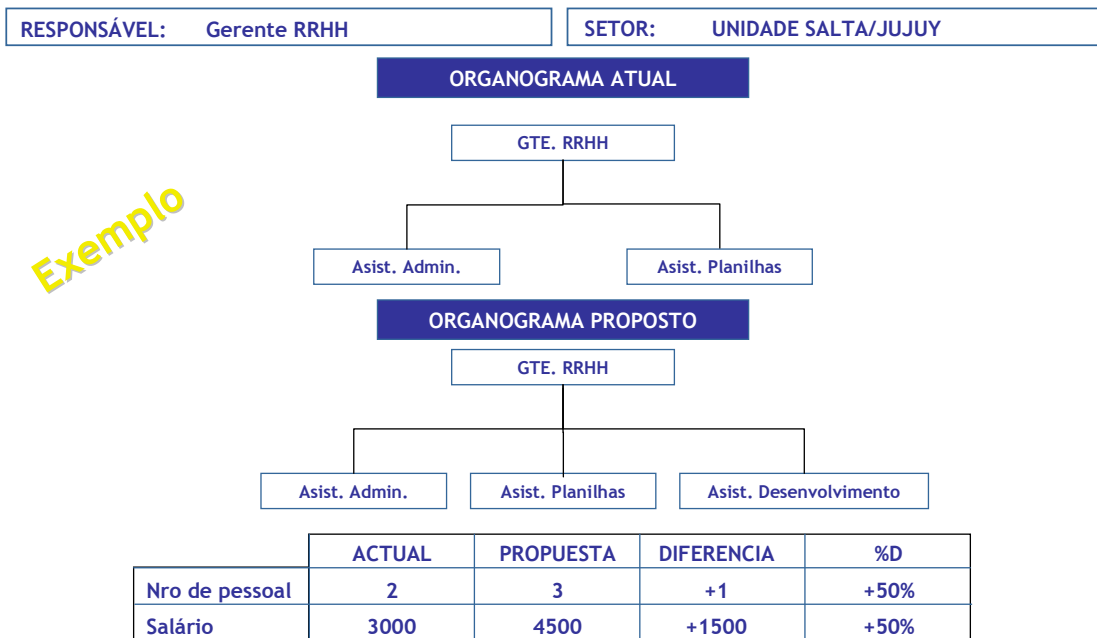 RESPONSÁVEL: Gerente RRHH
SETOR: UNIDADE SALTA/JUJUY
ORGANOGRAMA ATUAL
GTE. RRHH
Exemplo
Asist. Admin.
Asist. Planilhas
ORGANOGRAMA PROPOSTO
GTE. RRHH
Asist. Admin.
Asist. Planilhas
Asist. Desenvolvimento
ACTUAL PROPUESTA DIFERENCIA %D
Nro de pessoal 2 3 +1 +50%
Salário 3000 4500 +1500 +50%